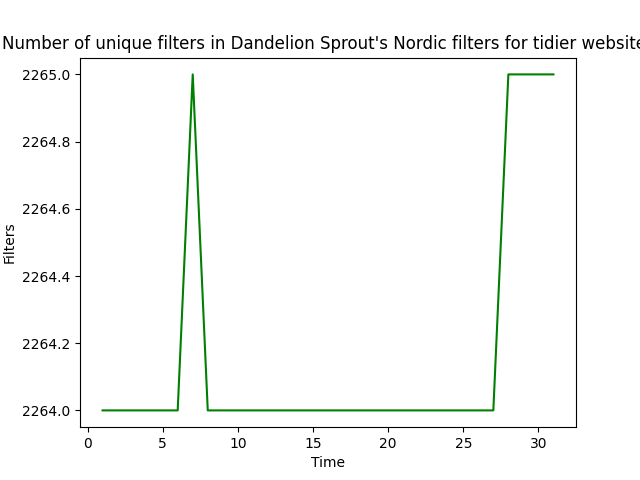 Number of unique filters in Dandelion Sprout's Nordic filters for tidier website
2265.0
2264.8
2264.6
2264.4
2264.2
2264.0
Filters
0 5 10 15 20 25 30
Time